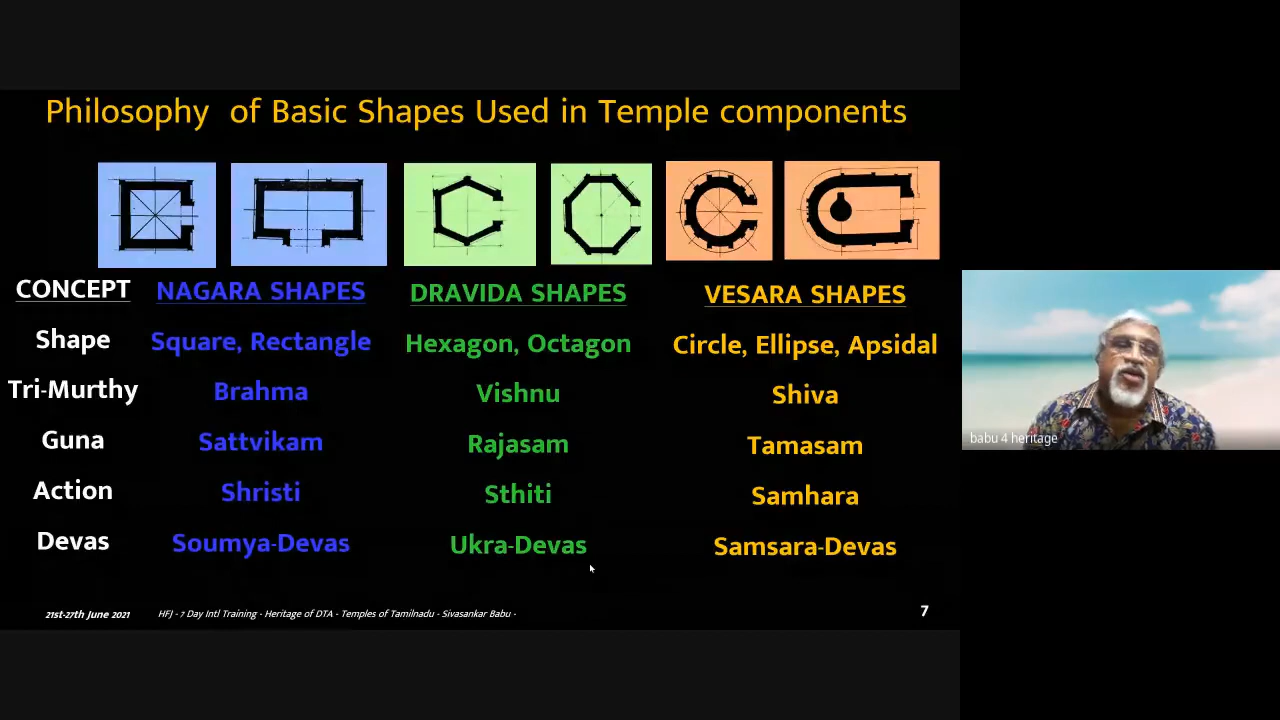 Philosophy of Basic Shapes Used in Temple components
CONCEPT NAGARA SHAPES DRAVIDA SHAPES VESARA SHAPES
Shape Square, Rectangle Hexagon, Octagon Circle, Ellipse, Apsidal
Tri-Murthy Brahma Vishnu Shiva
Guna Sattvikam Rajasam Tamasam
Action Shristi Sthiti Samhara
Devas Soumya-Devas Ukra-Devas Samsara-Devas
21st-27th June 2021 HFJ - 7 Day Intl Training - Heritage of DTA - Temples of Tamilnadu - Sivasankar Babu - 7
babu 4 heritage